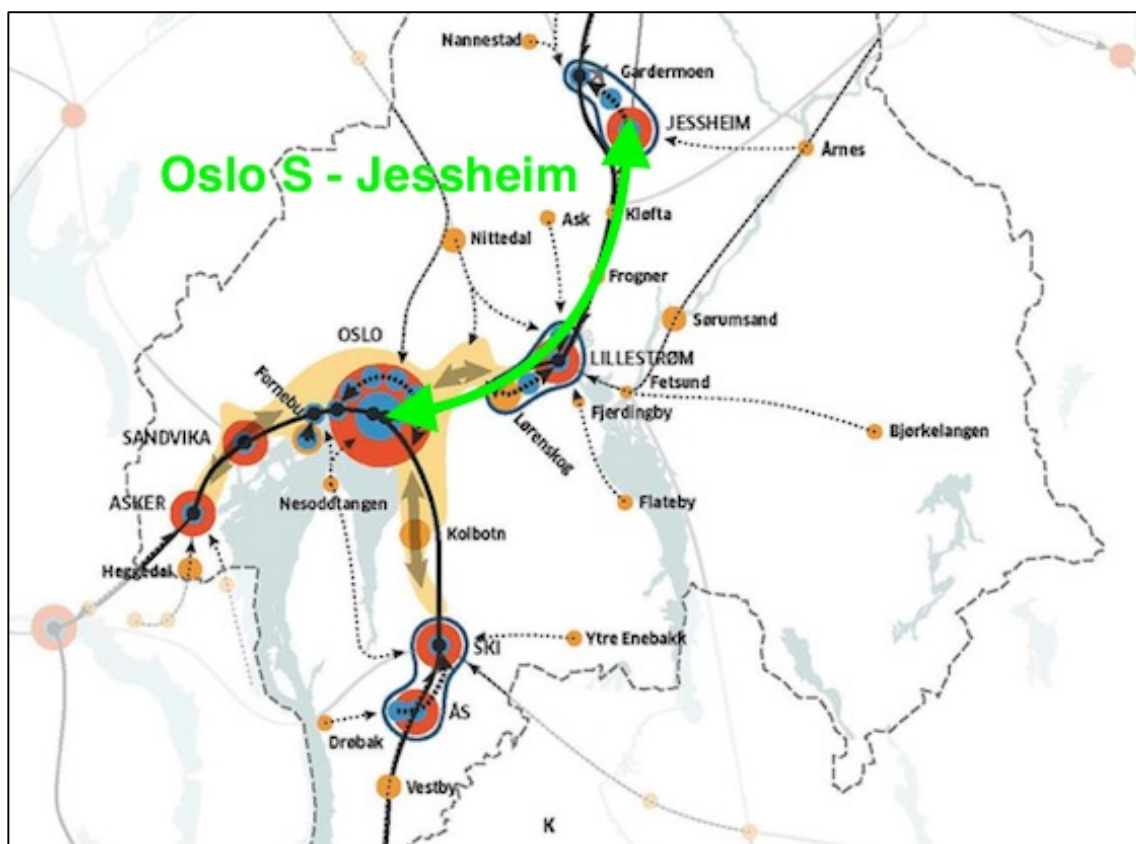 Nannestad
Gardermoen
JESSHEIM
Årnes
Oslo S - Jessheim
Kløfta
Ask
Nittedal
Frogner
Sørumsand
OSLO
LILLESTRØM
Fornebu
Fetsund
Fjerdingby
Lørenskog
Bjørkelangen
SANDVIKA
ASKER
Nesoddtangen
Flateby
Kolbotn
Heggedal
SKI
Ytre Enebakk
ÅS
Drøbak
Vestby
K